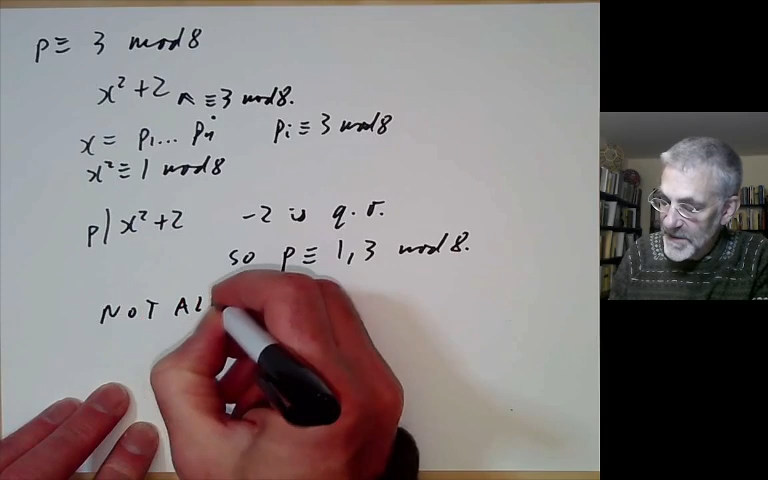 p ≡ 3 mod 8
x² + 2 ≡ 3 mod 8.
x = p₁... pₙ pᵢ ≡ 3 mod 8
x² ≡ 1 mod 8
p | x² + 2 -2 is q.r.
so p ≡ 1, 3 mod 8.
NOT AL